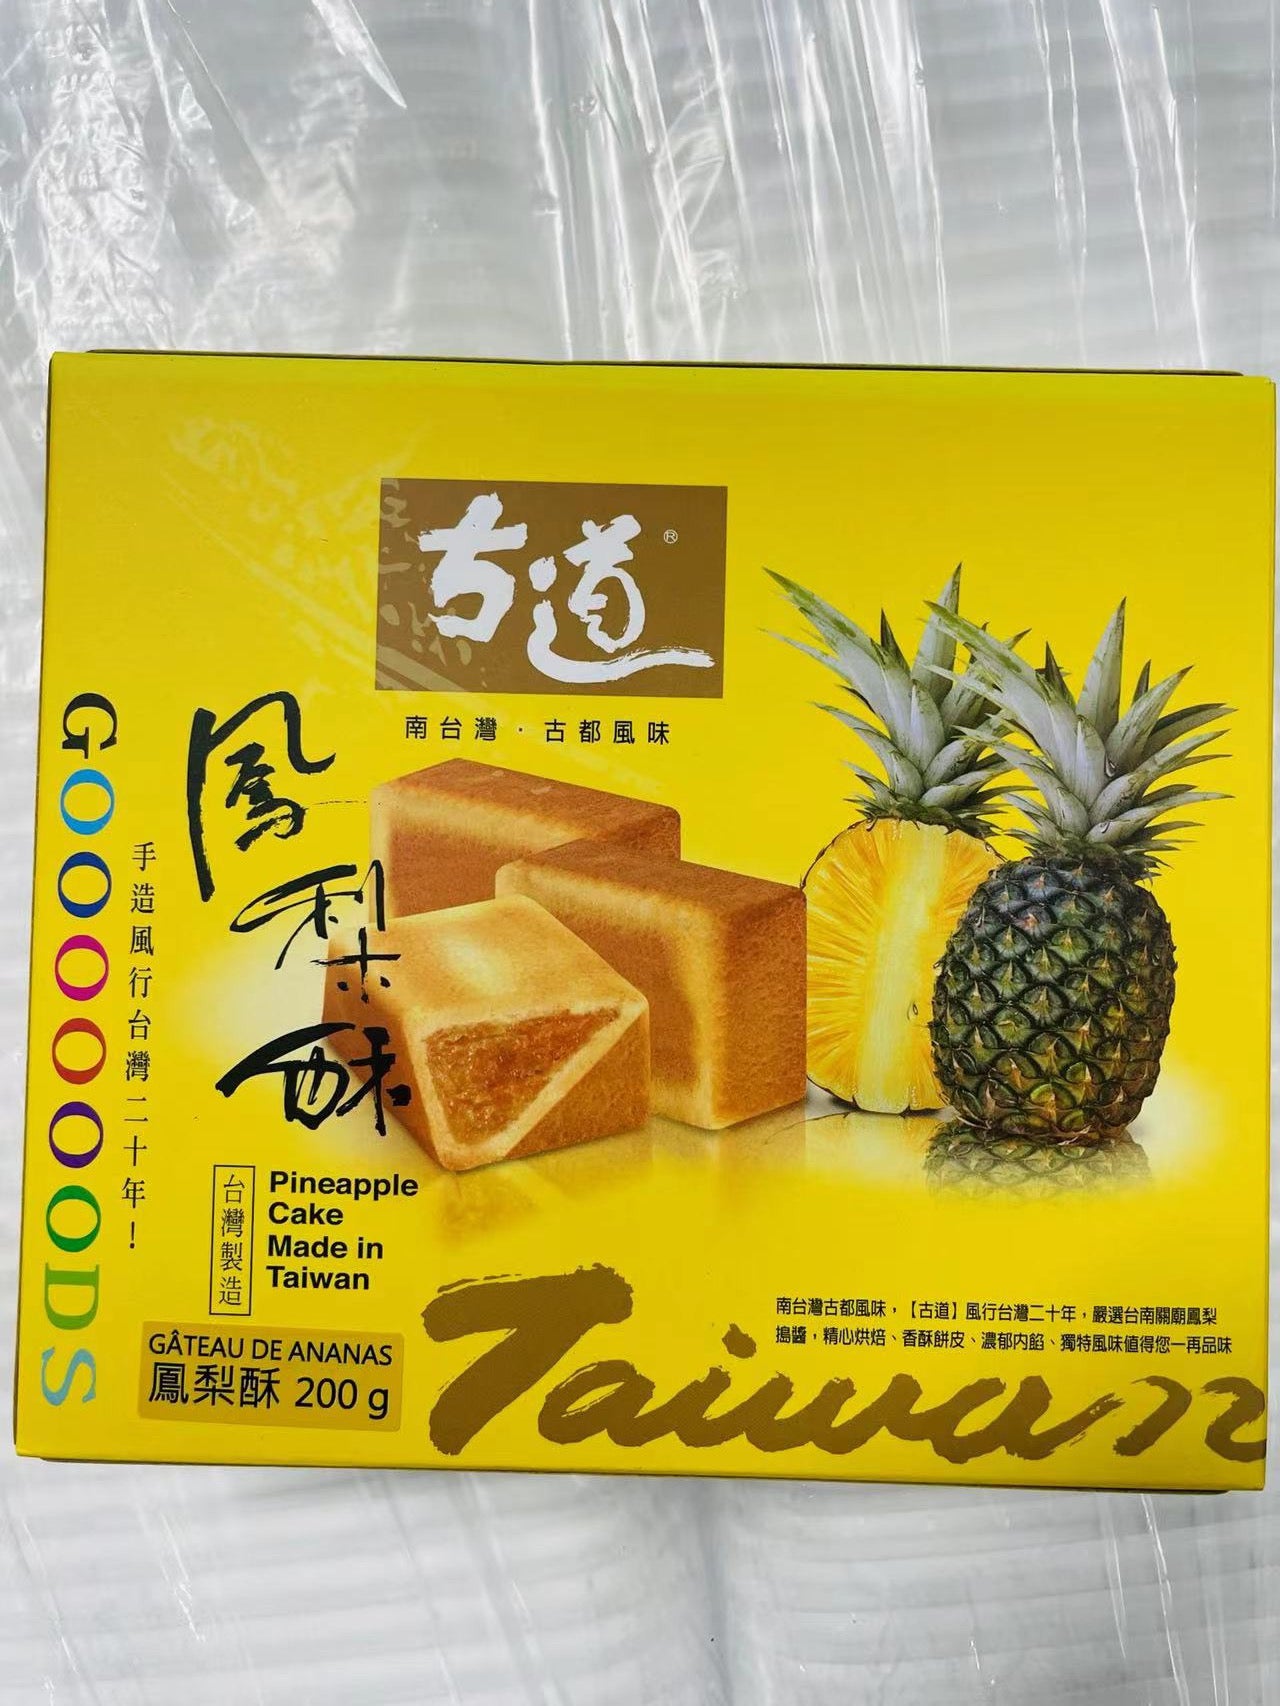 古道®
南台灣·古都風味
鳳梨酥
GOOOOOODS
手造風行台灣二十年！
台灣製造
Pineapple
Cake
Made in
Taiwan
GÂTEAU DE ANANAS
鳳梨酥 200 g
南台灣古都風味，【古道】風行台灣二十年，嚴選台南關廟鳳梨
搗醬，精心烘焙、香酥餅皮、濃郁內餡、獨特風味值得您一再品味
Taiwan